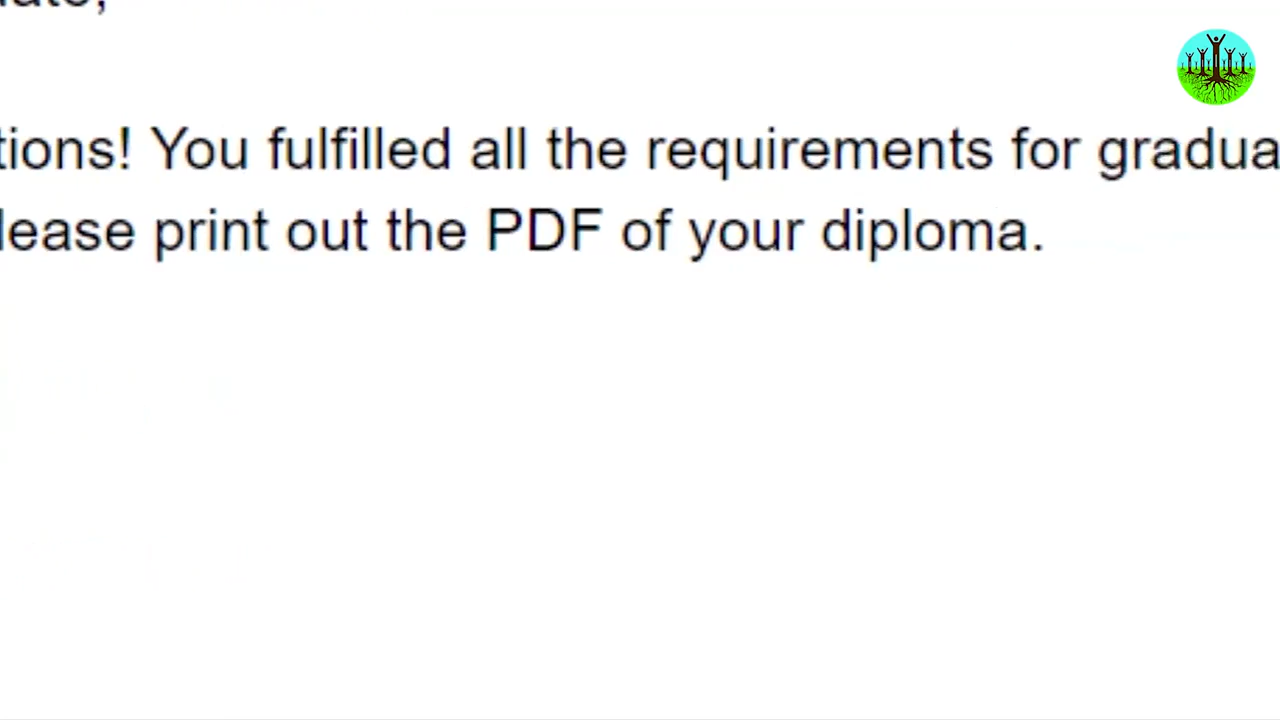 tions! You fulfilled all the requirements for gradua
lease print out the PDF of your diploma.